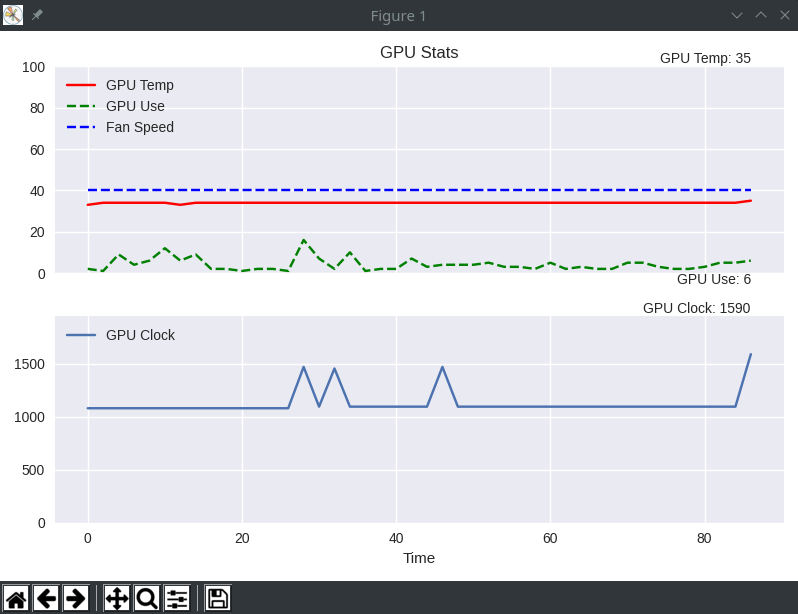 Figure 1
GPU Stats
GPU Temp: 35
100
80
60
40
20
0
GPU Temp
GPU Use
Fan Speed
GPU Use: 6
GPU Clock: 1590
GPU Clock
1500
1000
500
0
0 20 40 60 80
Time